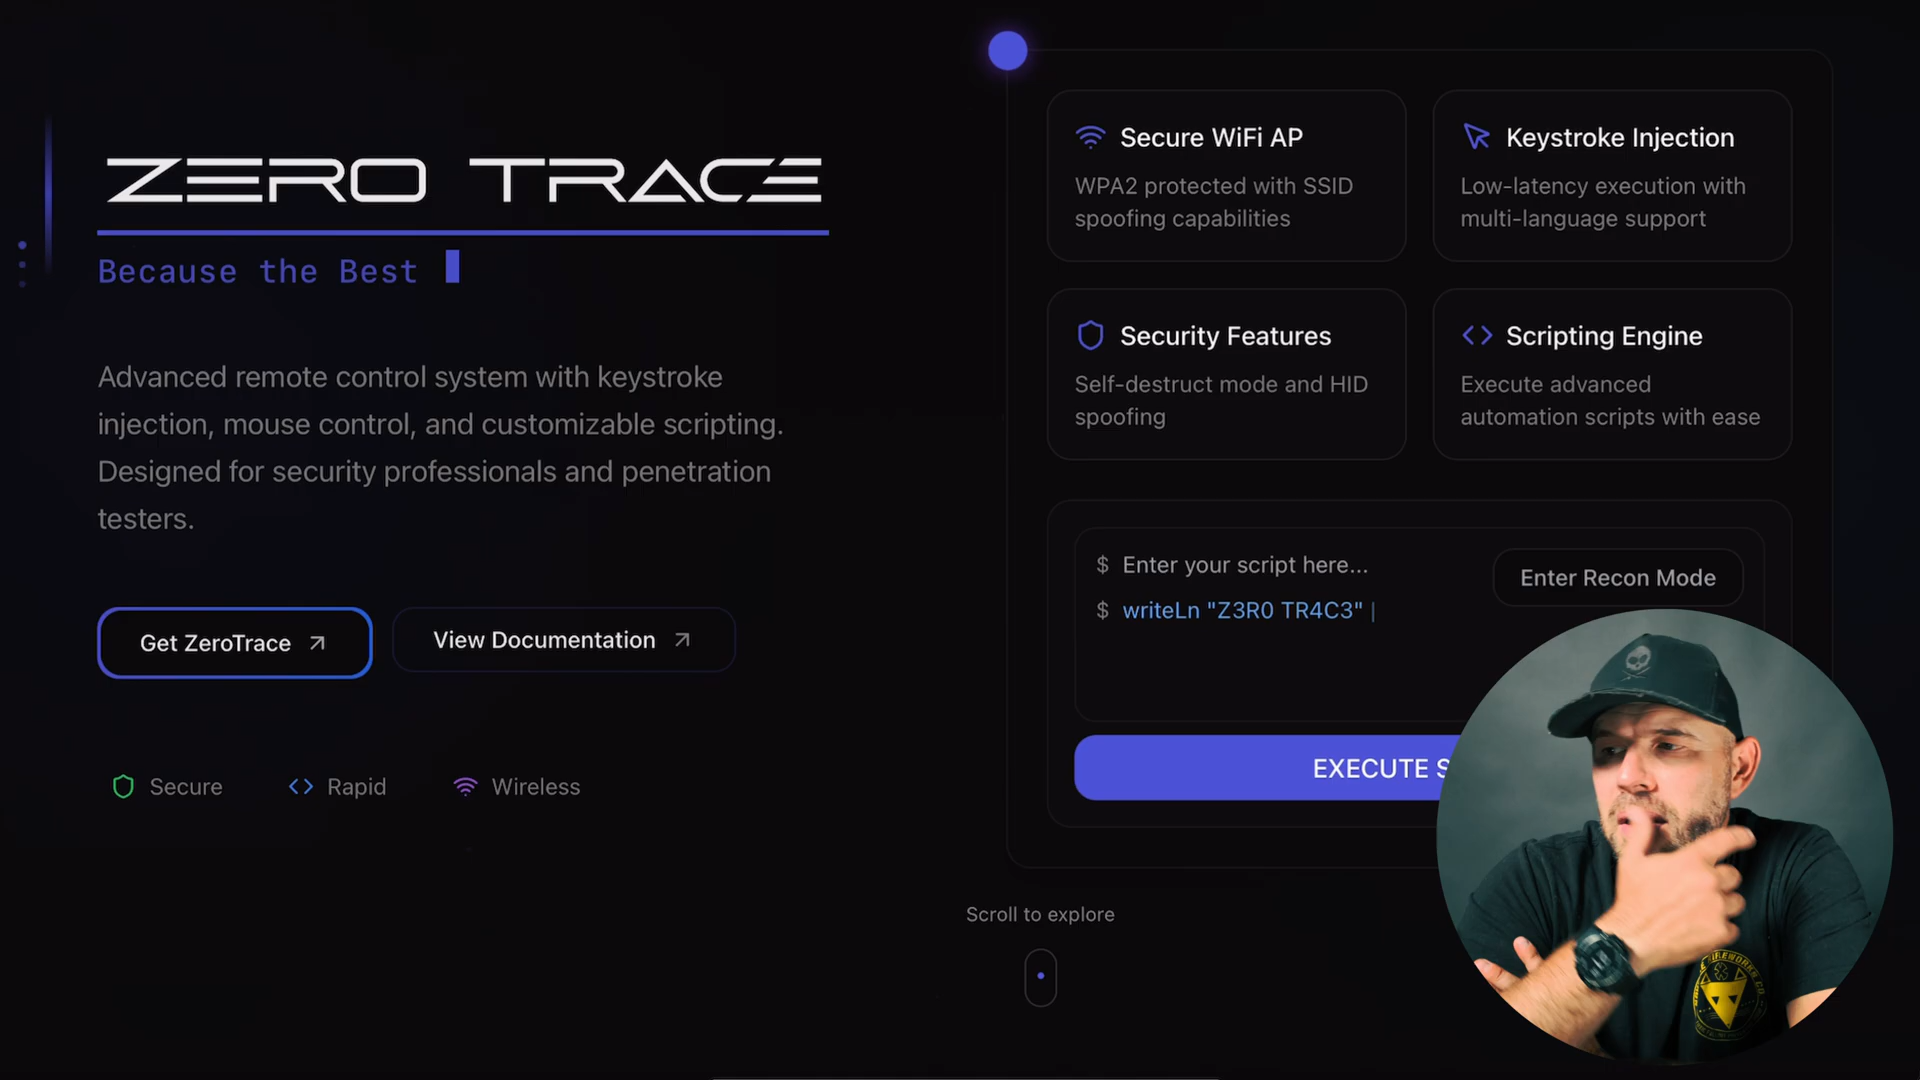 ZERO TRACE
Because the Best
Advanced remote control system with keystroke
injection, mouse control, and customizable scripting.
Designed for security professionals and penetration
testers.
Get ZeroTrace
View Documentation
Secure
Rapid
Wireless
Secure WiFi AP
WPA2 protected with SSID
spoofing capabilities
Keystroke Injection
Low-latency execution with
multi-language support
Security Features
Self-destruct mode and HID
spoofing
Scripting Engine
Execute advanced
automation scripts with ease
$ Enter your script here...
Enter Recon Mode
$ writeLn "Z3R0 TR4C3" |
EXECUTE S
Scroll to explore